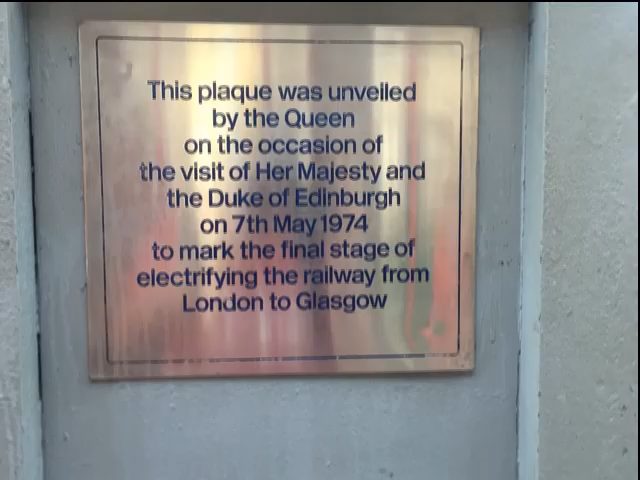 This plaque was unveiled
by the Queen
on the occasion of
the visit of Her Majesty and
the Duke of Edinburgh
on 7th May 1974
to mark the final stage of
electrifying the railway from
London to Glasgow